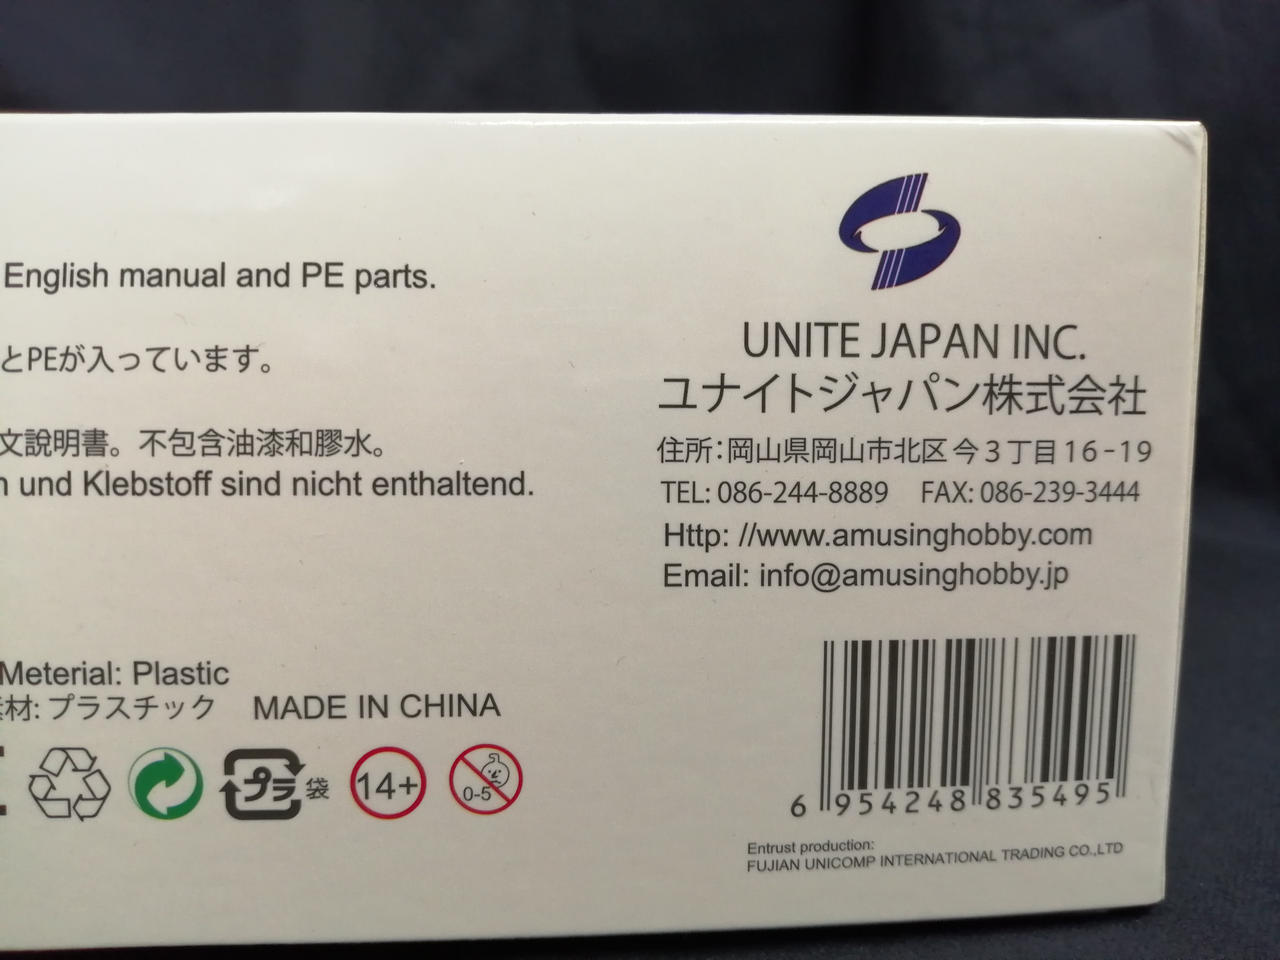 English manual and PE parts.
とPEが入っています。
文說明書。不包含油漆和膠水。
und Klebstoff sind nicht enthaltend.
Meterial: Plastic
材: プラスチック MADE IN CHINA
プラ 袋
14+
0-5
UNITE JAPAN INC.
ユナイトジャパン株式会社
住所：岡山県岡山市北区今３丁目16-19
TEL: 086-244-8889 FAX: 086-239-3444
Http: //www.amusinghobby.com
Email: info@amusinghobby.jp
6 954248 835495
Entrust production:
FUJIAN UNICOMP INTERNATIONAL TRADING CO.,LTD